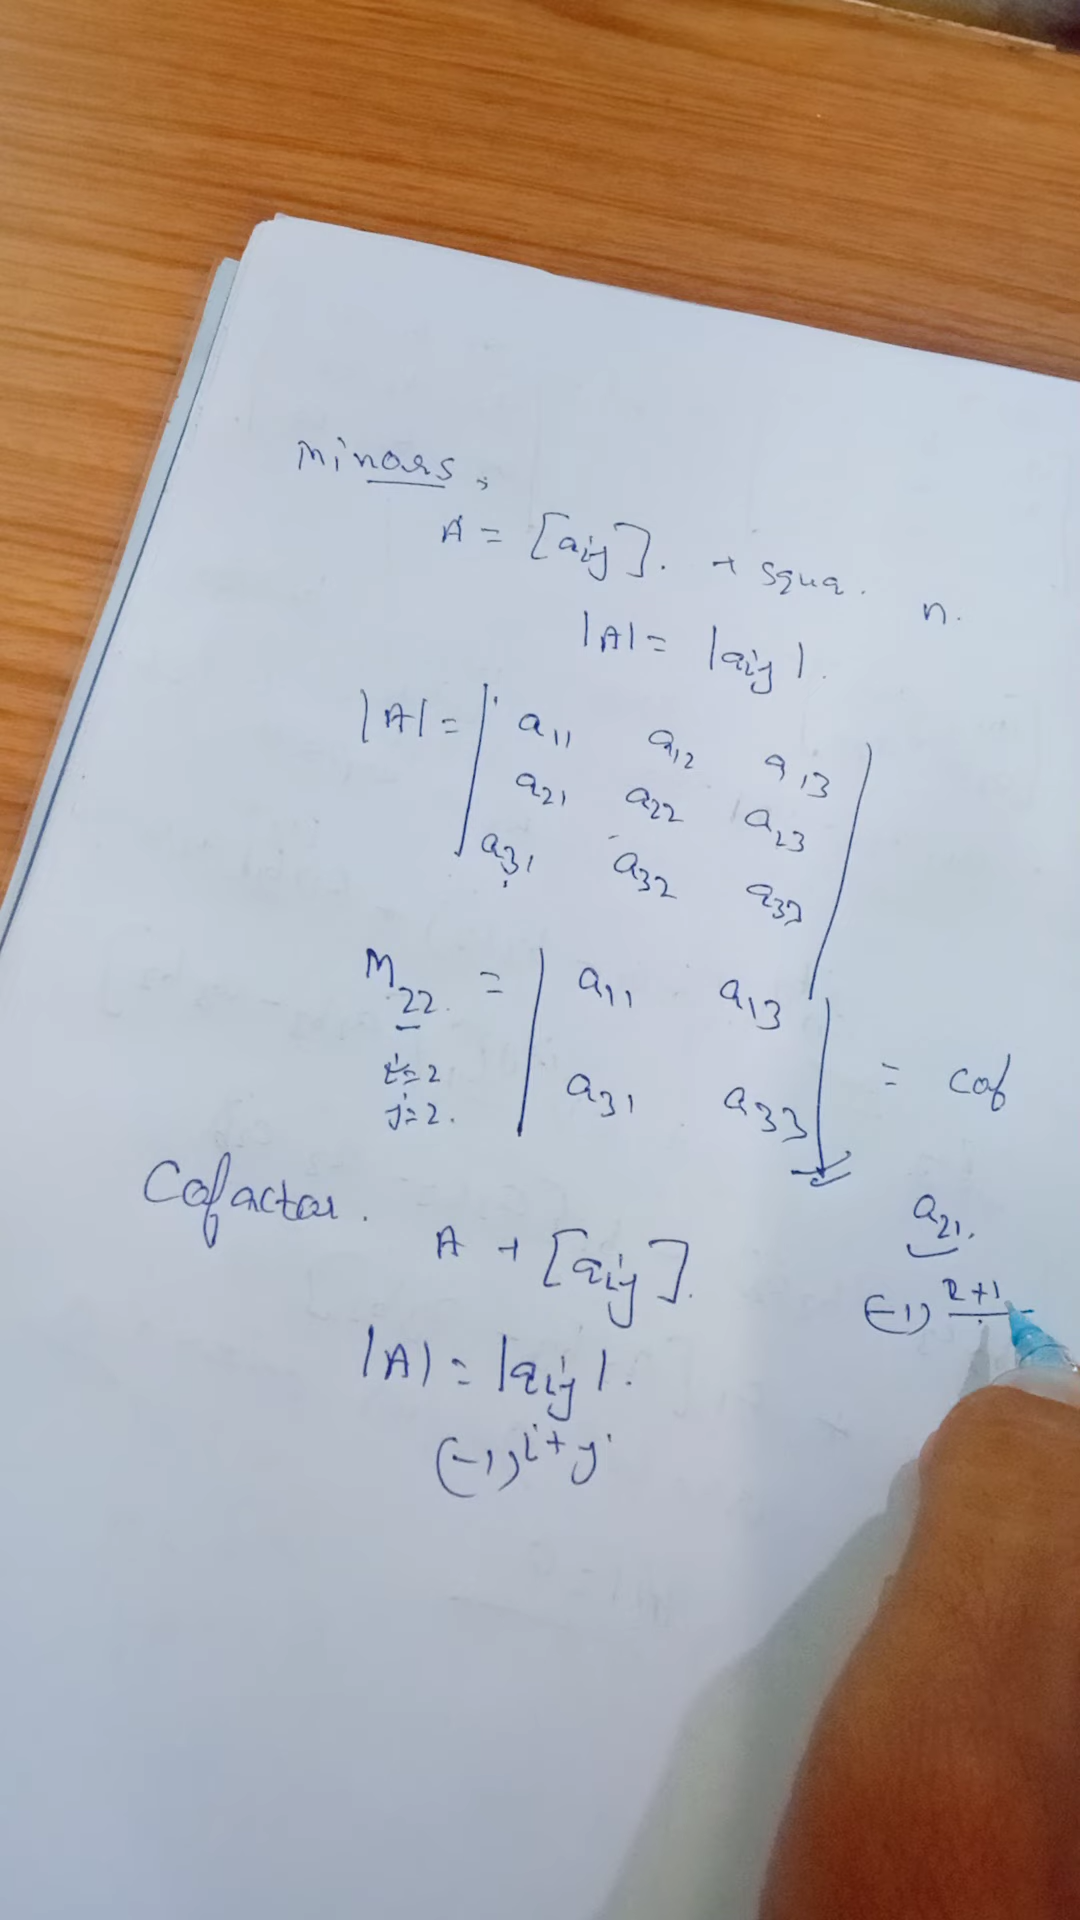 Minors,
A = [aij]. → squa. n.
|A| = |aij|.
|A| = | a11 a12 a13
a21 a22 a23
a31 a32 a33 |
M22 = | a11 a13
i=2
j=2.
a31 a33 | = cof
Cofactor.
a21.
A → [aij].
(-1) 2+1
|A| = |aij|.
(-1) i+j